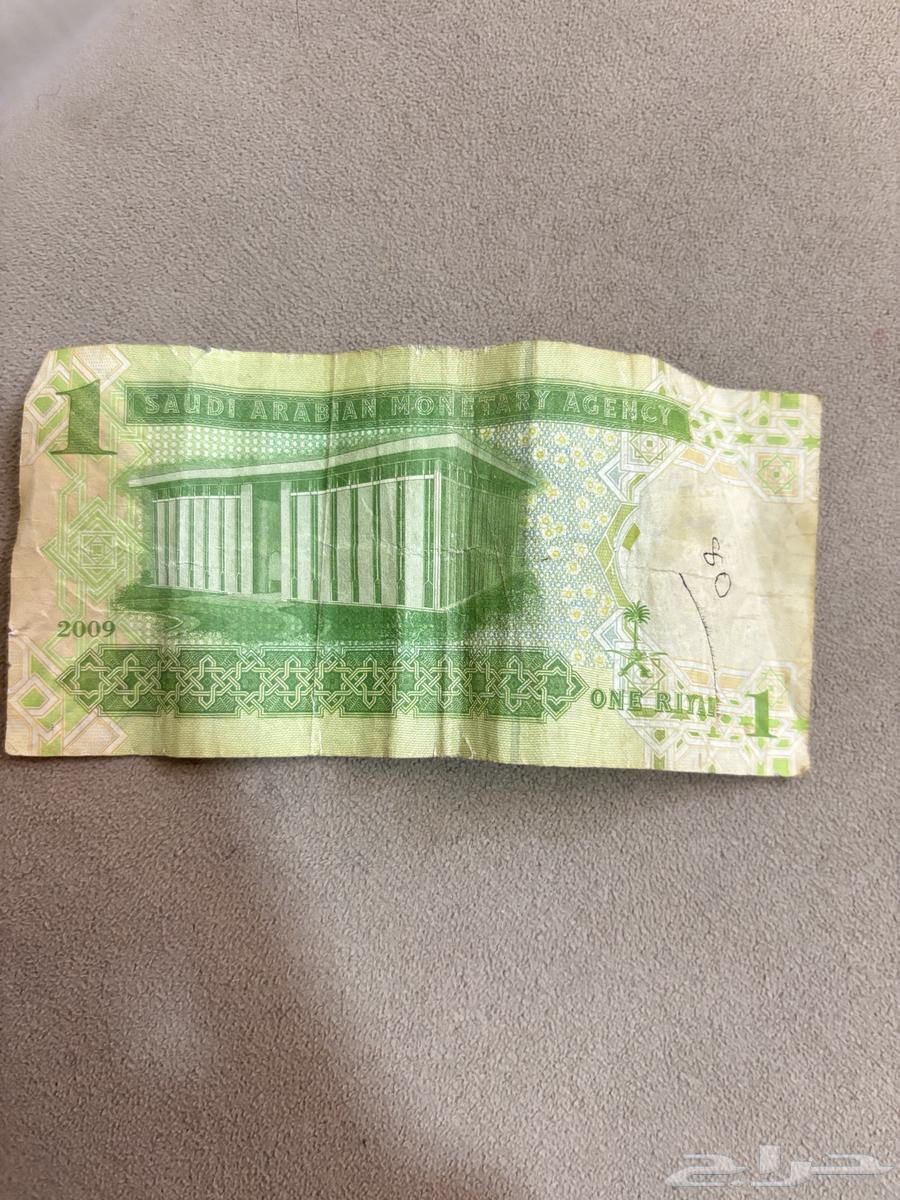 1
SAUDI ARABIAN MONETARY AGENCY
2009
ONE RIYAL
1
حراج